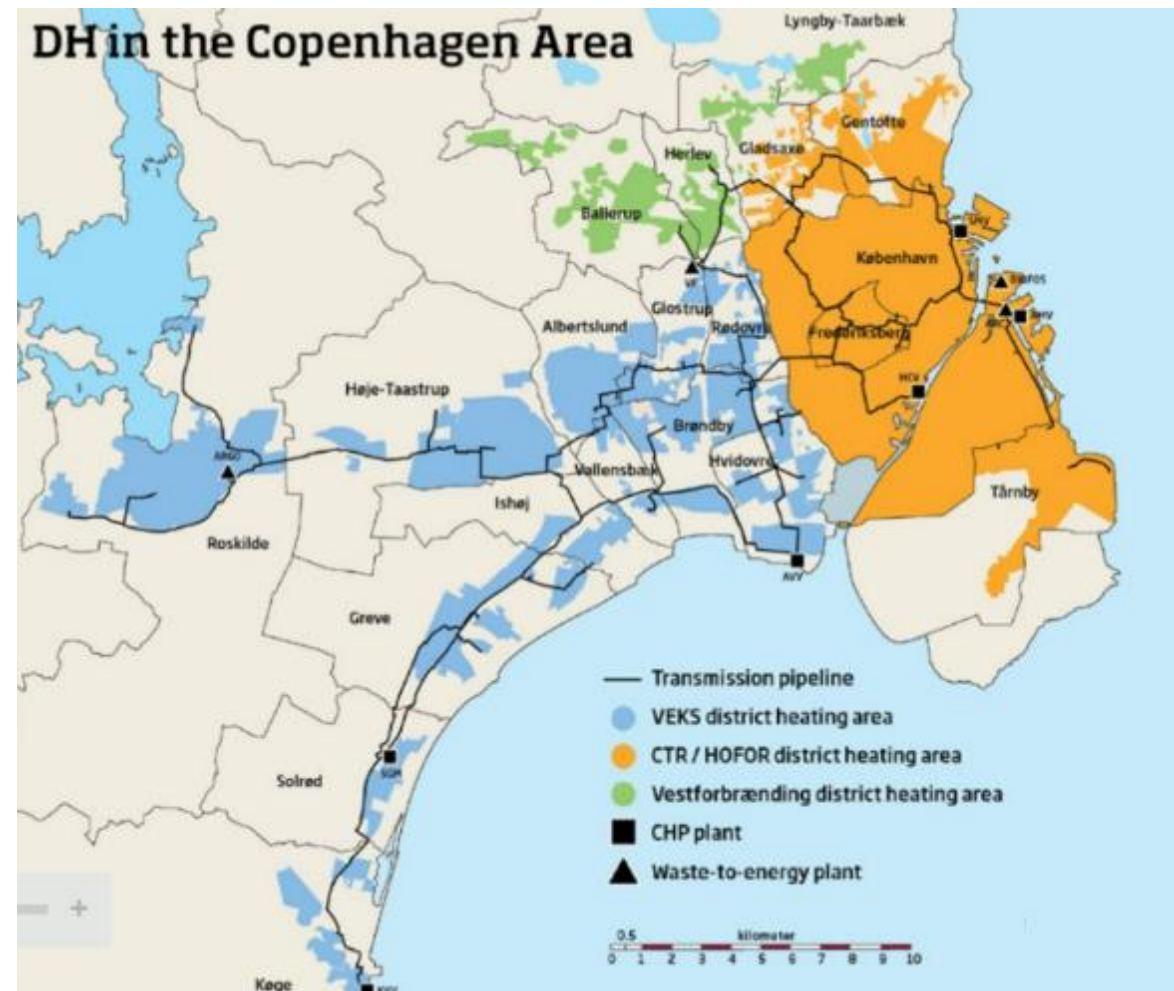 DH in the Copenhagen Area
Lyngby-Taarbæk
Gentofte
Gladsaxe
Herlev
Ballerup
København
VF
Glostrup
Albertslund
Rødovre
Frederiksberg
Høje-Taastrup
HCV
Brøndby
ARGO
Vallensbæk
Hvidovre
Ishøj
Tårnby
Roskilde
AVV
Greve
Transmission pipeline
VEKS district heating area
CTR / HOFOR district heating area
Solrød
Vestforbrænding district heating area
CHP plant
Waste-to-energy plant
+
0.5 kilometer
0 1 2 3 4 5 6 7 8 9 10
Køge